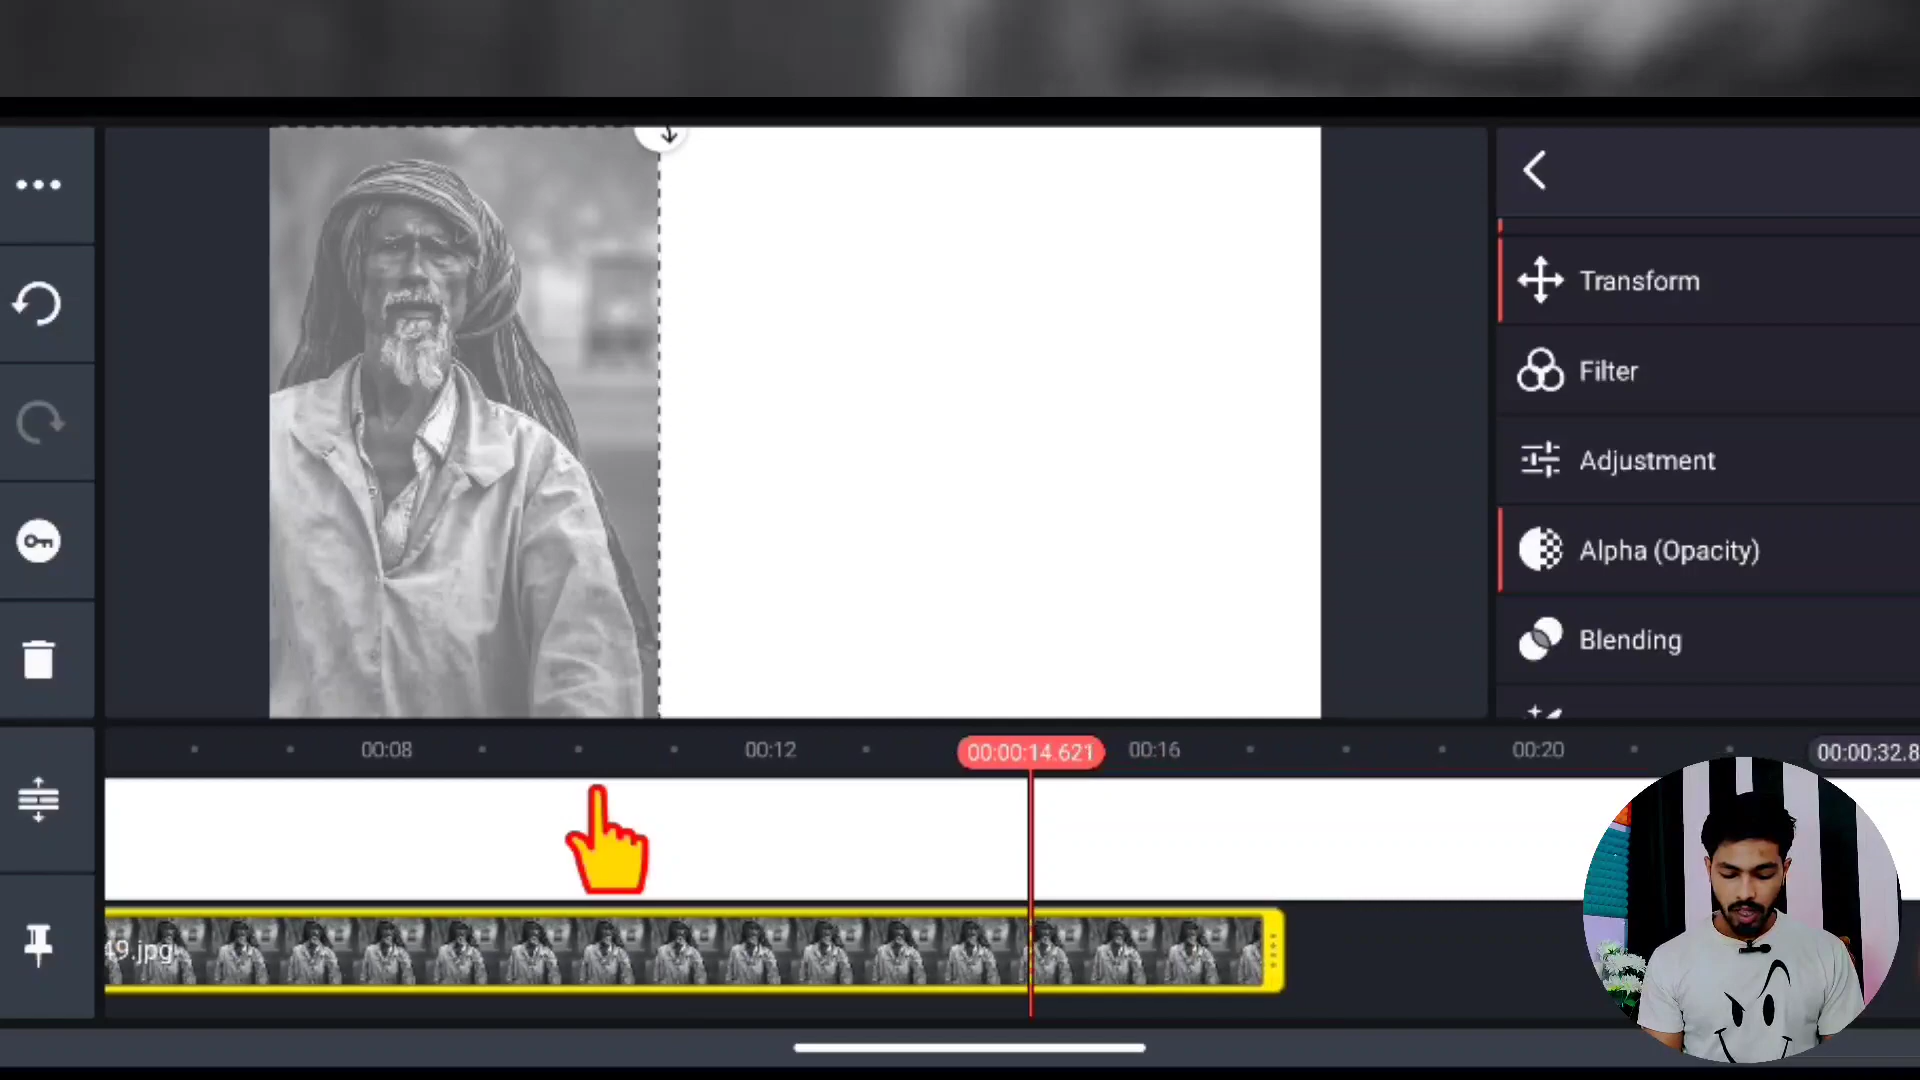 Transform
Filter
Adjustment
Alpha (Opacity)
Blending
00:08
00:12
00:00:14.621
00:16
00:20
00:00:32.8
49.jpg